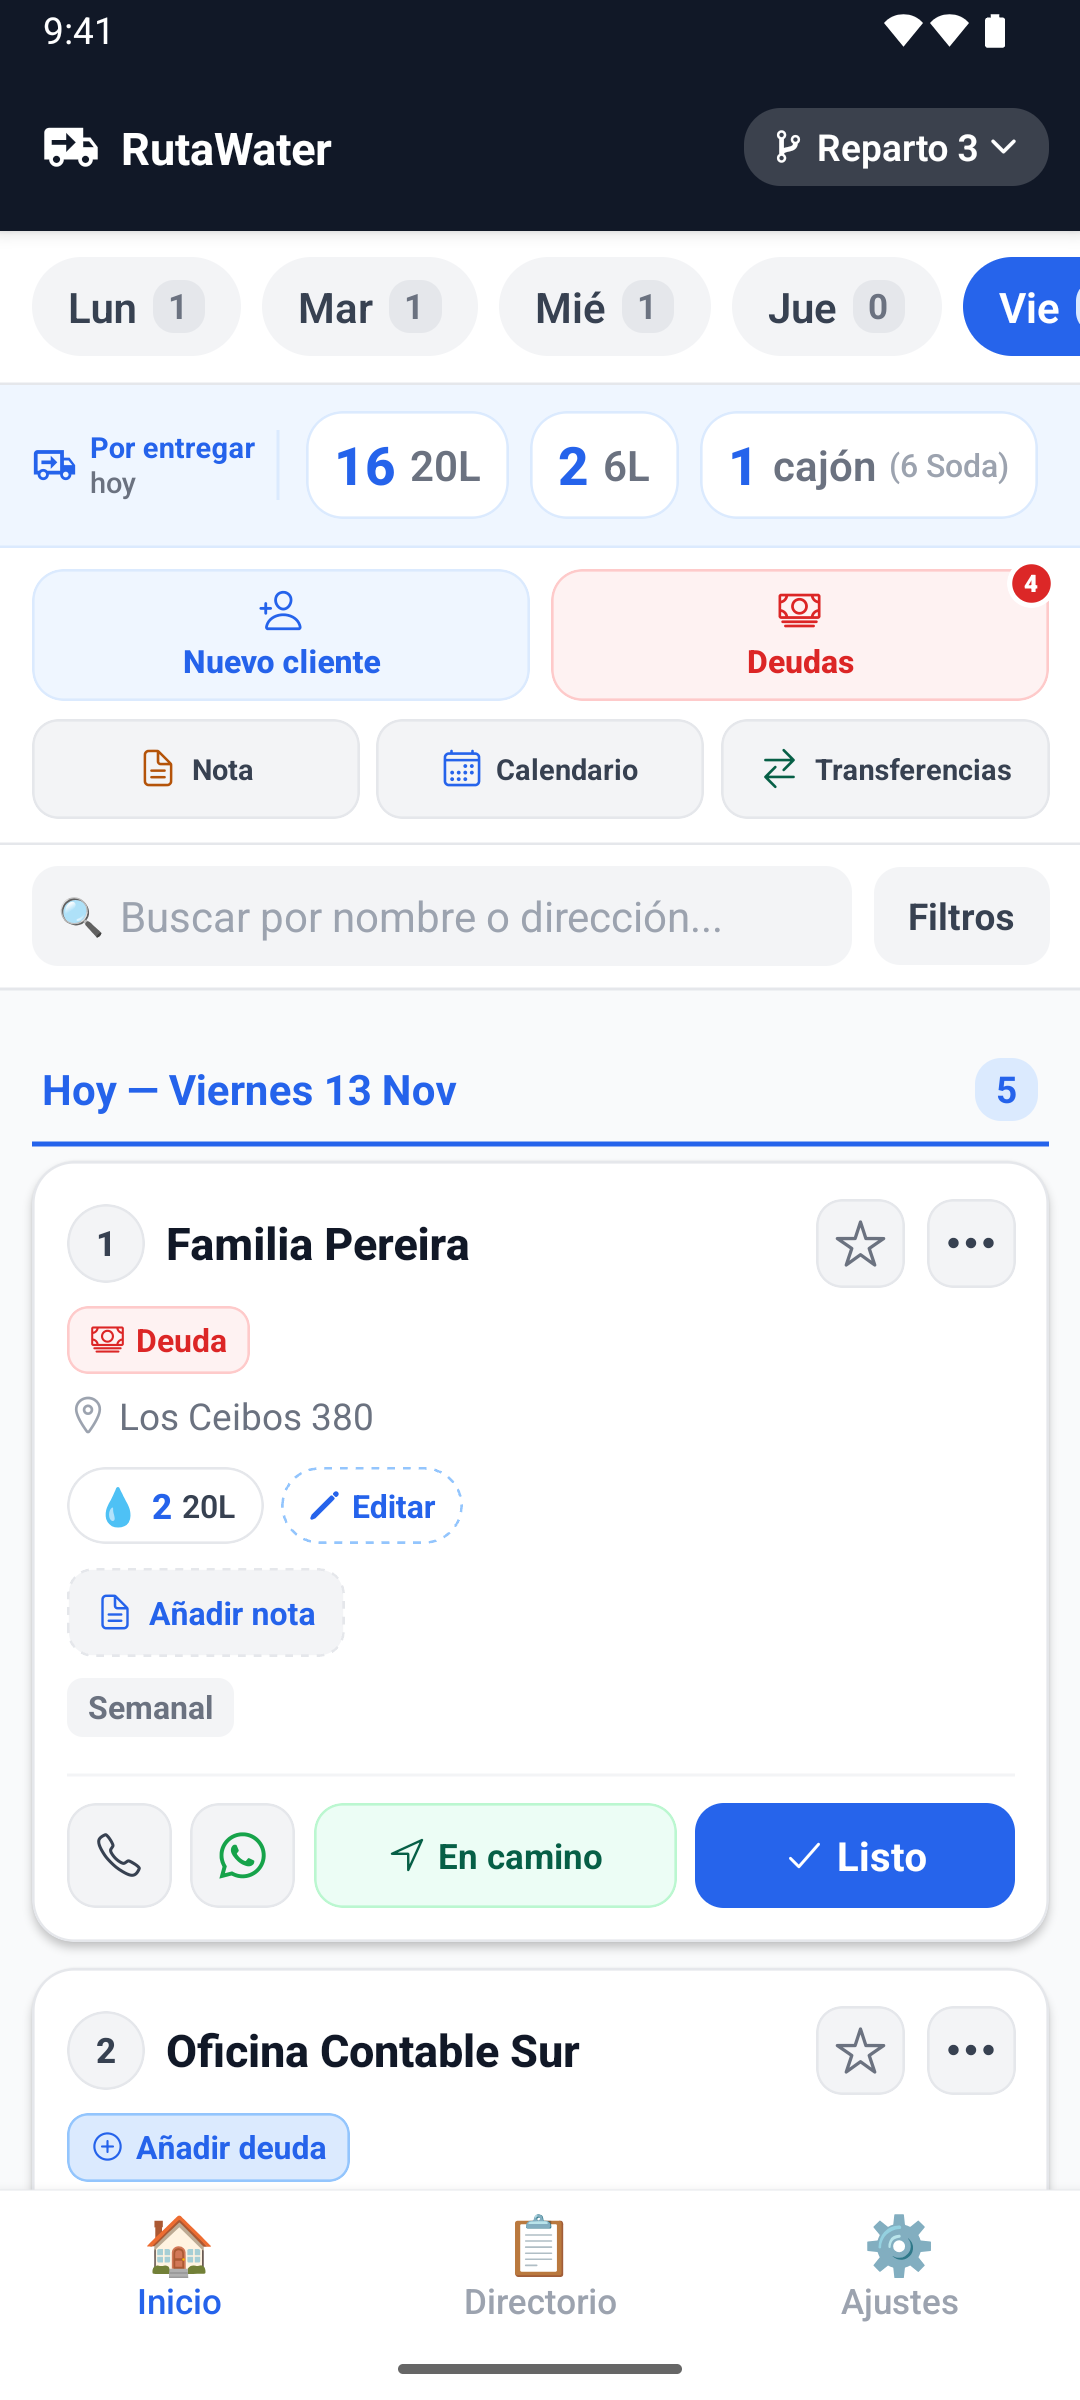 9:41
RutaWater
Reparto 3
Lun 1
Mar 1
Mié 1
Jue 0
Vie
Por entregar
hoy
16 20L
2 6L
1 cajón (6 Soda)
Nuevo cliente
Deudas
4
Nota
Calendario
Transferencias
Buscar por nombre o dirección...
Filtros
Hoy — Viernes 13 Nov
5
1
Familia Pereira
Deuda
Los Ceibos 380
2 20L
Editar
Añadir nota
Semanal
En camino
Listo
2
Oficina Contable Sur
Añadir deuda
Inicio
Directorio
Ajustes